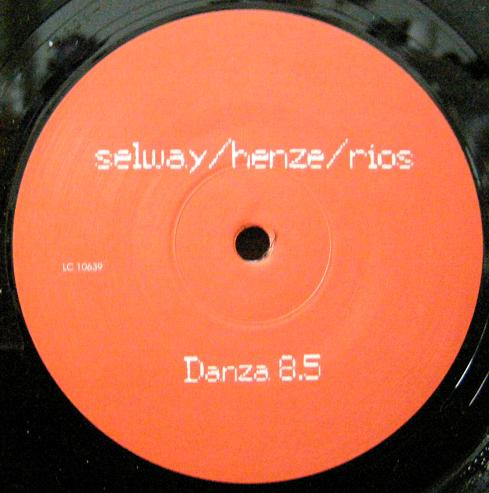 selway/henze/rios
LC 10639
Danza 8.5